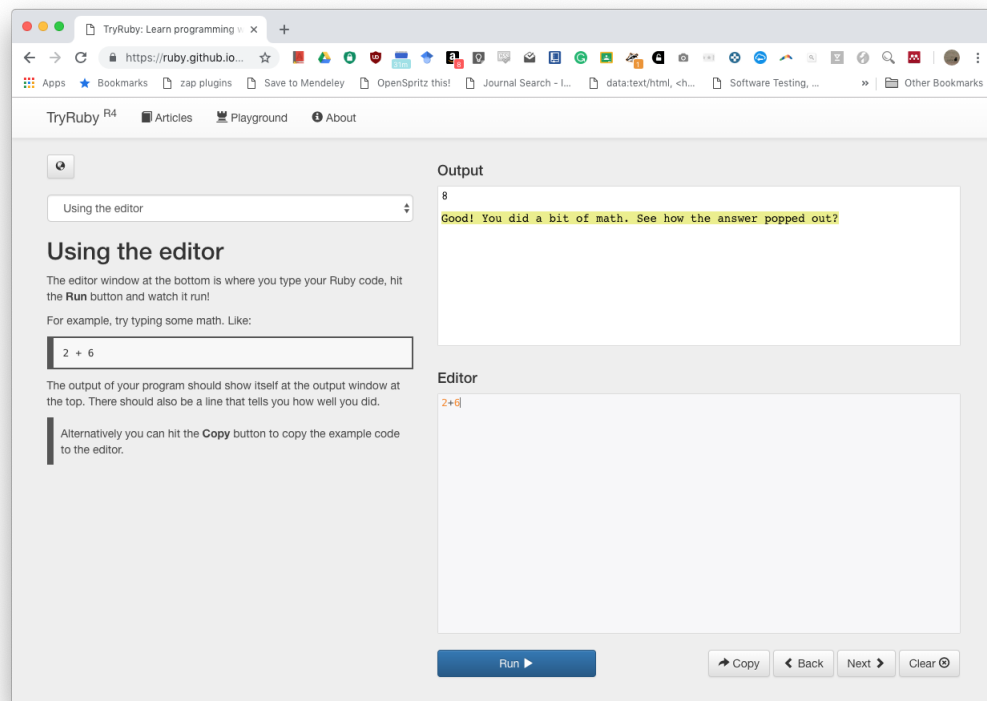 TryRuby: Learn programming w
https://ruby.github.io...
Apps Bookmarks zap plugins Save to Mendeley OpenSpritz this! Journal Search - I... data:text/html, <h... Software Testing, ... » Other Bookmarks
TryRuby R4 Articles Playground About
Using the editor
Using the editor
The editor window at the bottom is where you type your Ruby code, hit
the Run button and watch it run!
For example, try typing some math. Like:
2 + 6
The output of your program should show itself at the output window at
the top. There should also be a line that tells you how well you did.
Alternatively you can hit the Copy button to copy the example code
to the editor.
Output
8
Good! You did a bit of math. See how the answer popped out?
Editor
2+6
Run
Copy Back Next Clear